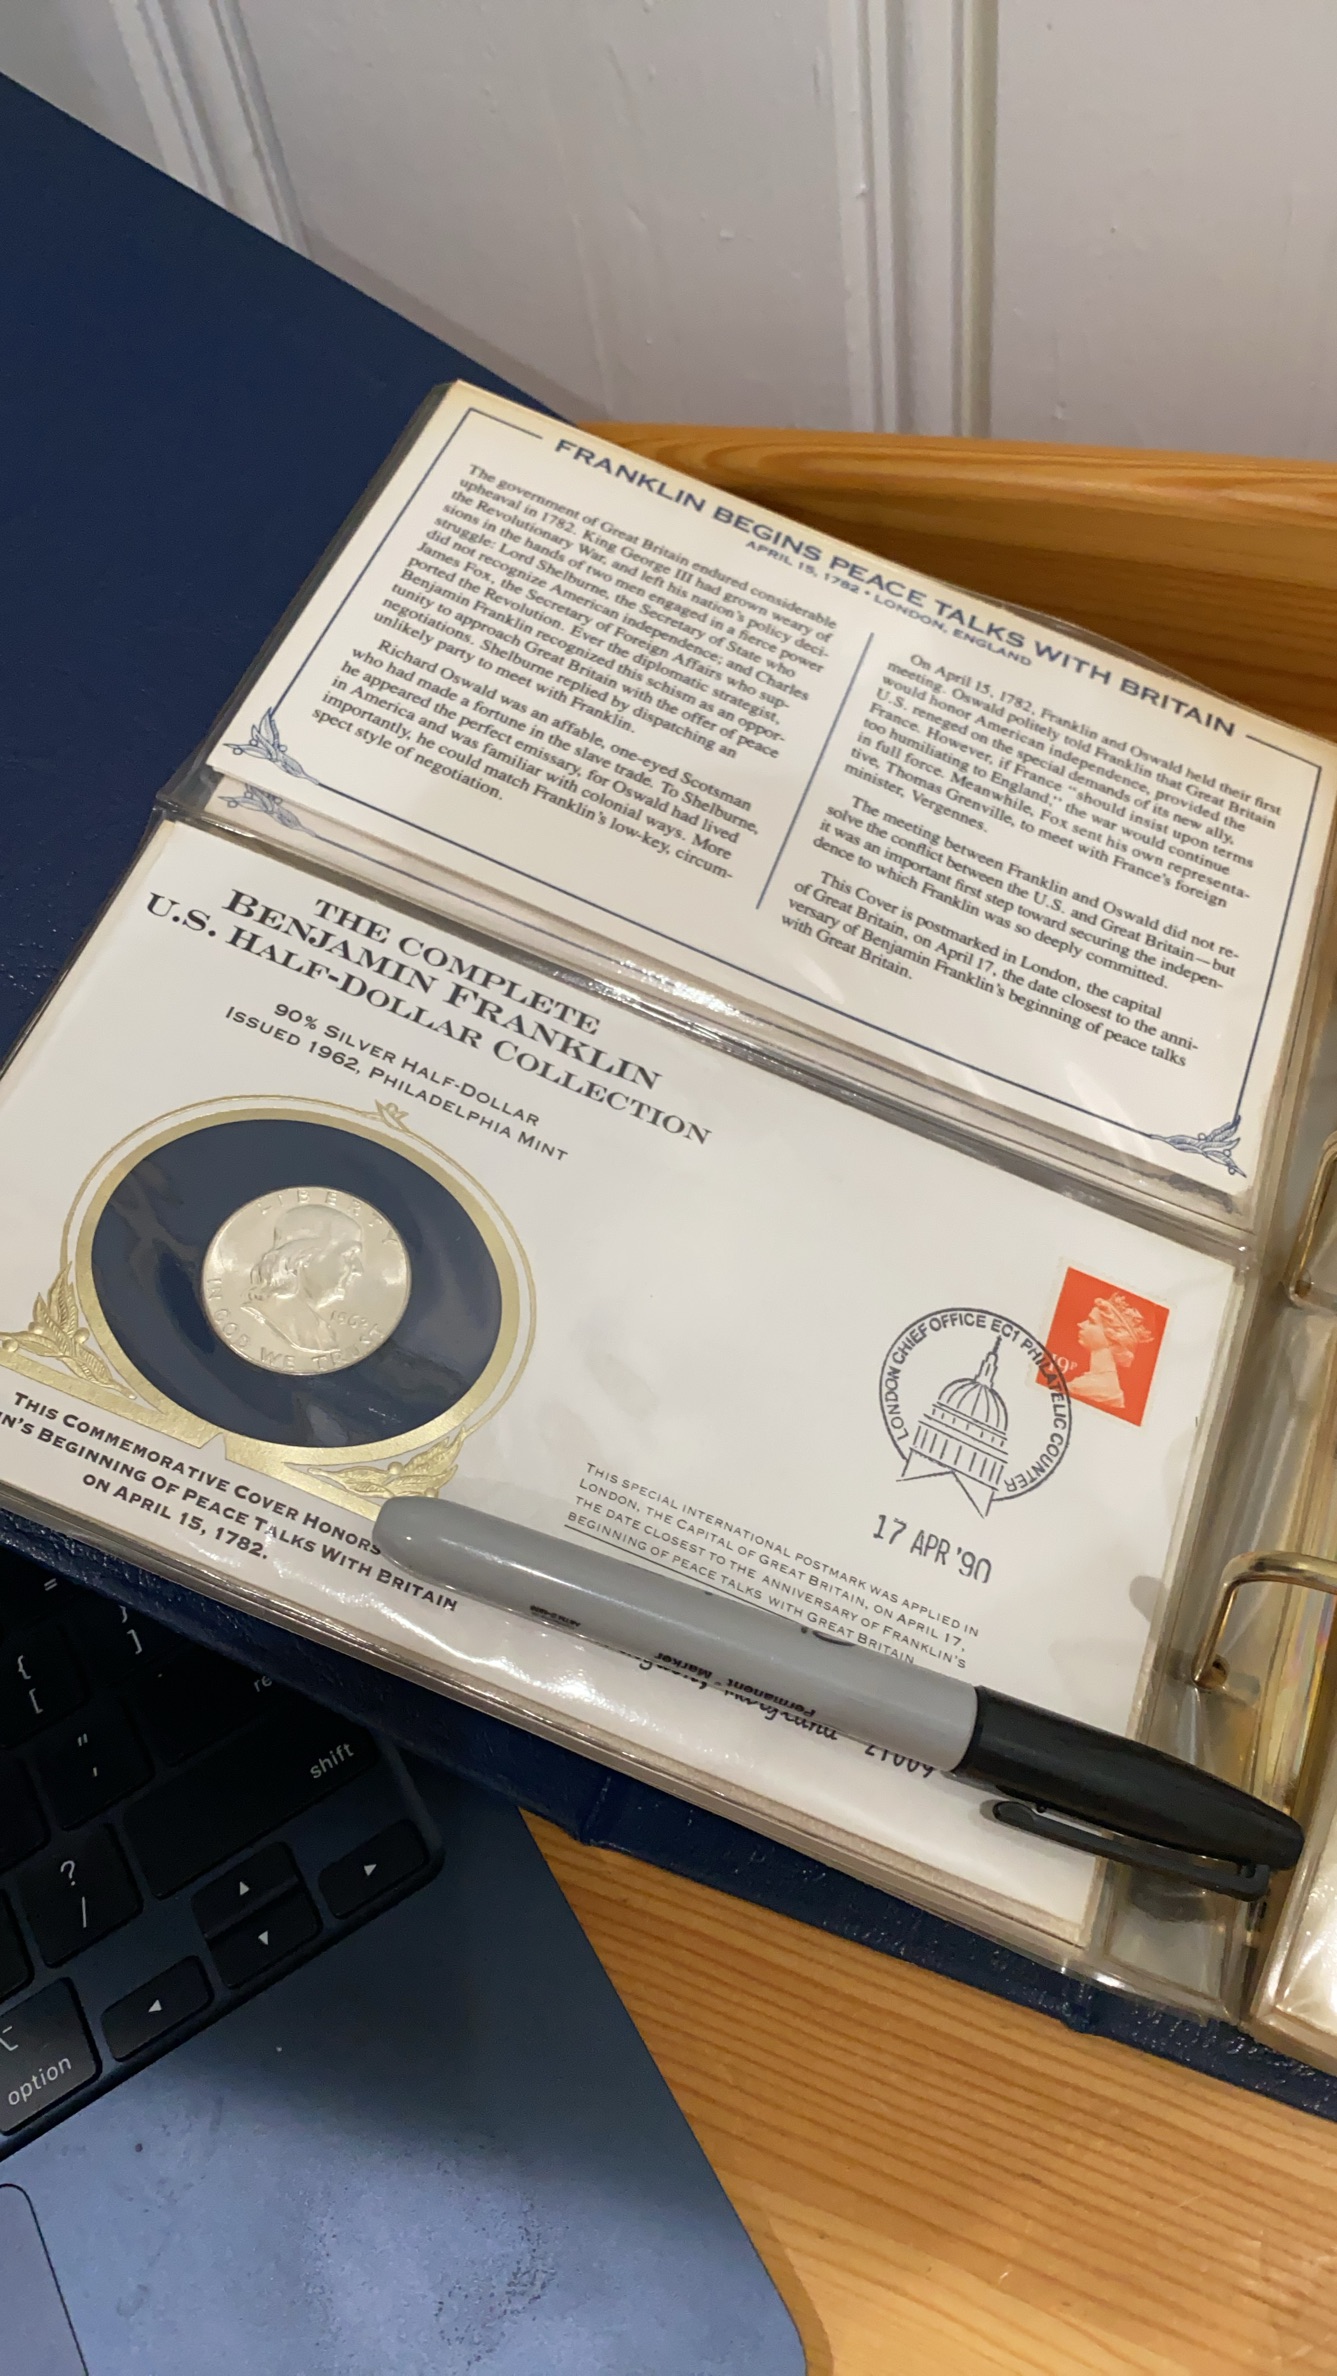 FRANKLIN BEGINS PEACE TALKS WITH BRITAIN
APRIL 15, 1782 • LONDON, ENGLAND
The government of Great Britain endured considerable
upheaval in 1782. King George III had grown weary of
the Revolutionary War, and left his nation's policy deci-
sions in the hands of two men engaged in a fierce power
struggle: Lord Shelburne, the Secretary of State who
did not recognize American independence; and Charles
James Fox, the Secretary of Foreign Affairs who sup-
ported the Revolution. Ever the diplomatic strategist,
Benjamin Franklin recognized this schism as an oppor-
tunity to approach Great Britain with the offer of peace
negotiations. Shelburne replied by dispatching an
unlikely party to meet with Franklin.
Richard Oswald was an affable, one-eyed Scotsman
who had made a fortune in the slave trade. To Shelburne,
he appeared the perfect emissary, for Oswald had lived
in America and was familiar with colonial ways. More
importantly, he could match Franklin's low-key, circum-
spect style of negotiation.
On April 15, 1782, Franklin and Oswald held their first
meeting. Oswald politely told Franklin that Great Britain
would honor American independence, provided the
U.S. reneged on the special demands of its new ally,
France. However, if France "should insist upon terms
too humiliating to England," the war would continue
in full force. Meanwhile, Fox sent his own representa-
tive, Thomas Grenville, to meet with France's foreign
minister, Vergennes.
The meeting between Franklin and Oswald did not re-
solve the conflict between the U.S. and Great Britain—but
it was an important first step toward securing the indepen-
dence to which Franklin was so deeply committed.
This Cover is postmarked in London, the capital
of Great Britain, on April 17, the date closest to the anni-
versary of Benjamin Franklin's beginning of peace talks
with Great Britain.
THE COMPLETE
BENJAMIN FRANKLIN
U.S. HALF-DOLLAR COLLECTION
90% SILVER HALF-DOLLAR
ISSUED 1962, PHILADELPHIA MINT
LIBERTY
IN GOD WE TRUST
1962
THIS COMMEMORATIVE COVER HONORS
IN'S BEGINNING OF PEACE TALKS WITH BRITAIN
ON APRIL 15, 1782.
19P
LONDON CHIEF OFFICE EC1 PHILATELIC COUNTER
17 APR '90
THIS SPECIAL INTERNATIONAL POSTMARK WAS APPLIED IN
LONDON, THE CAPITAL OF GREAT BRITAIN, ON APRIL 17,
THE DATE CLOSEST TO THE ANNIVERSARY OF FRANKLIN'S
BEGINNING OF PEACE TALKS WITH GREAT BRITAIN
Permanent Marker
Maryland 21009
=
}
]
{
[
"
'
shift
?
/
option